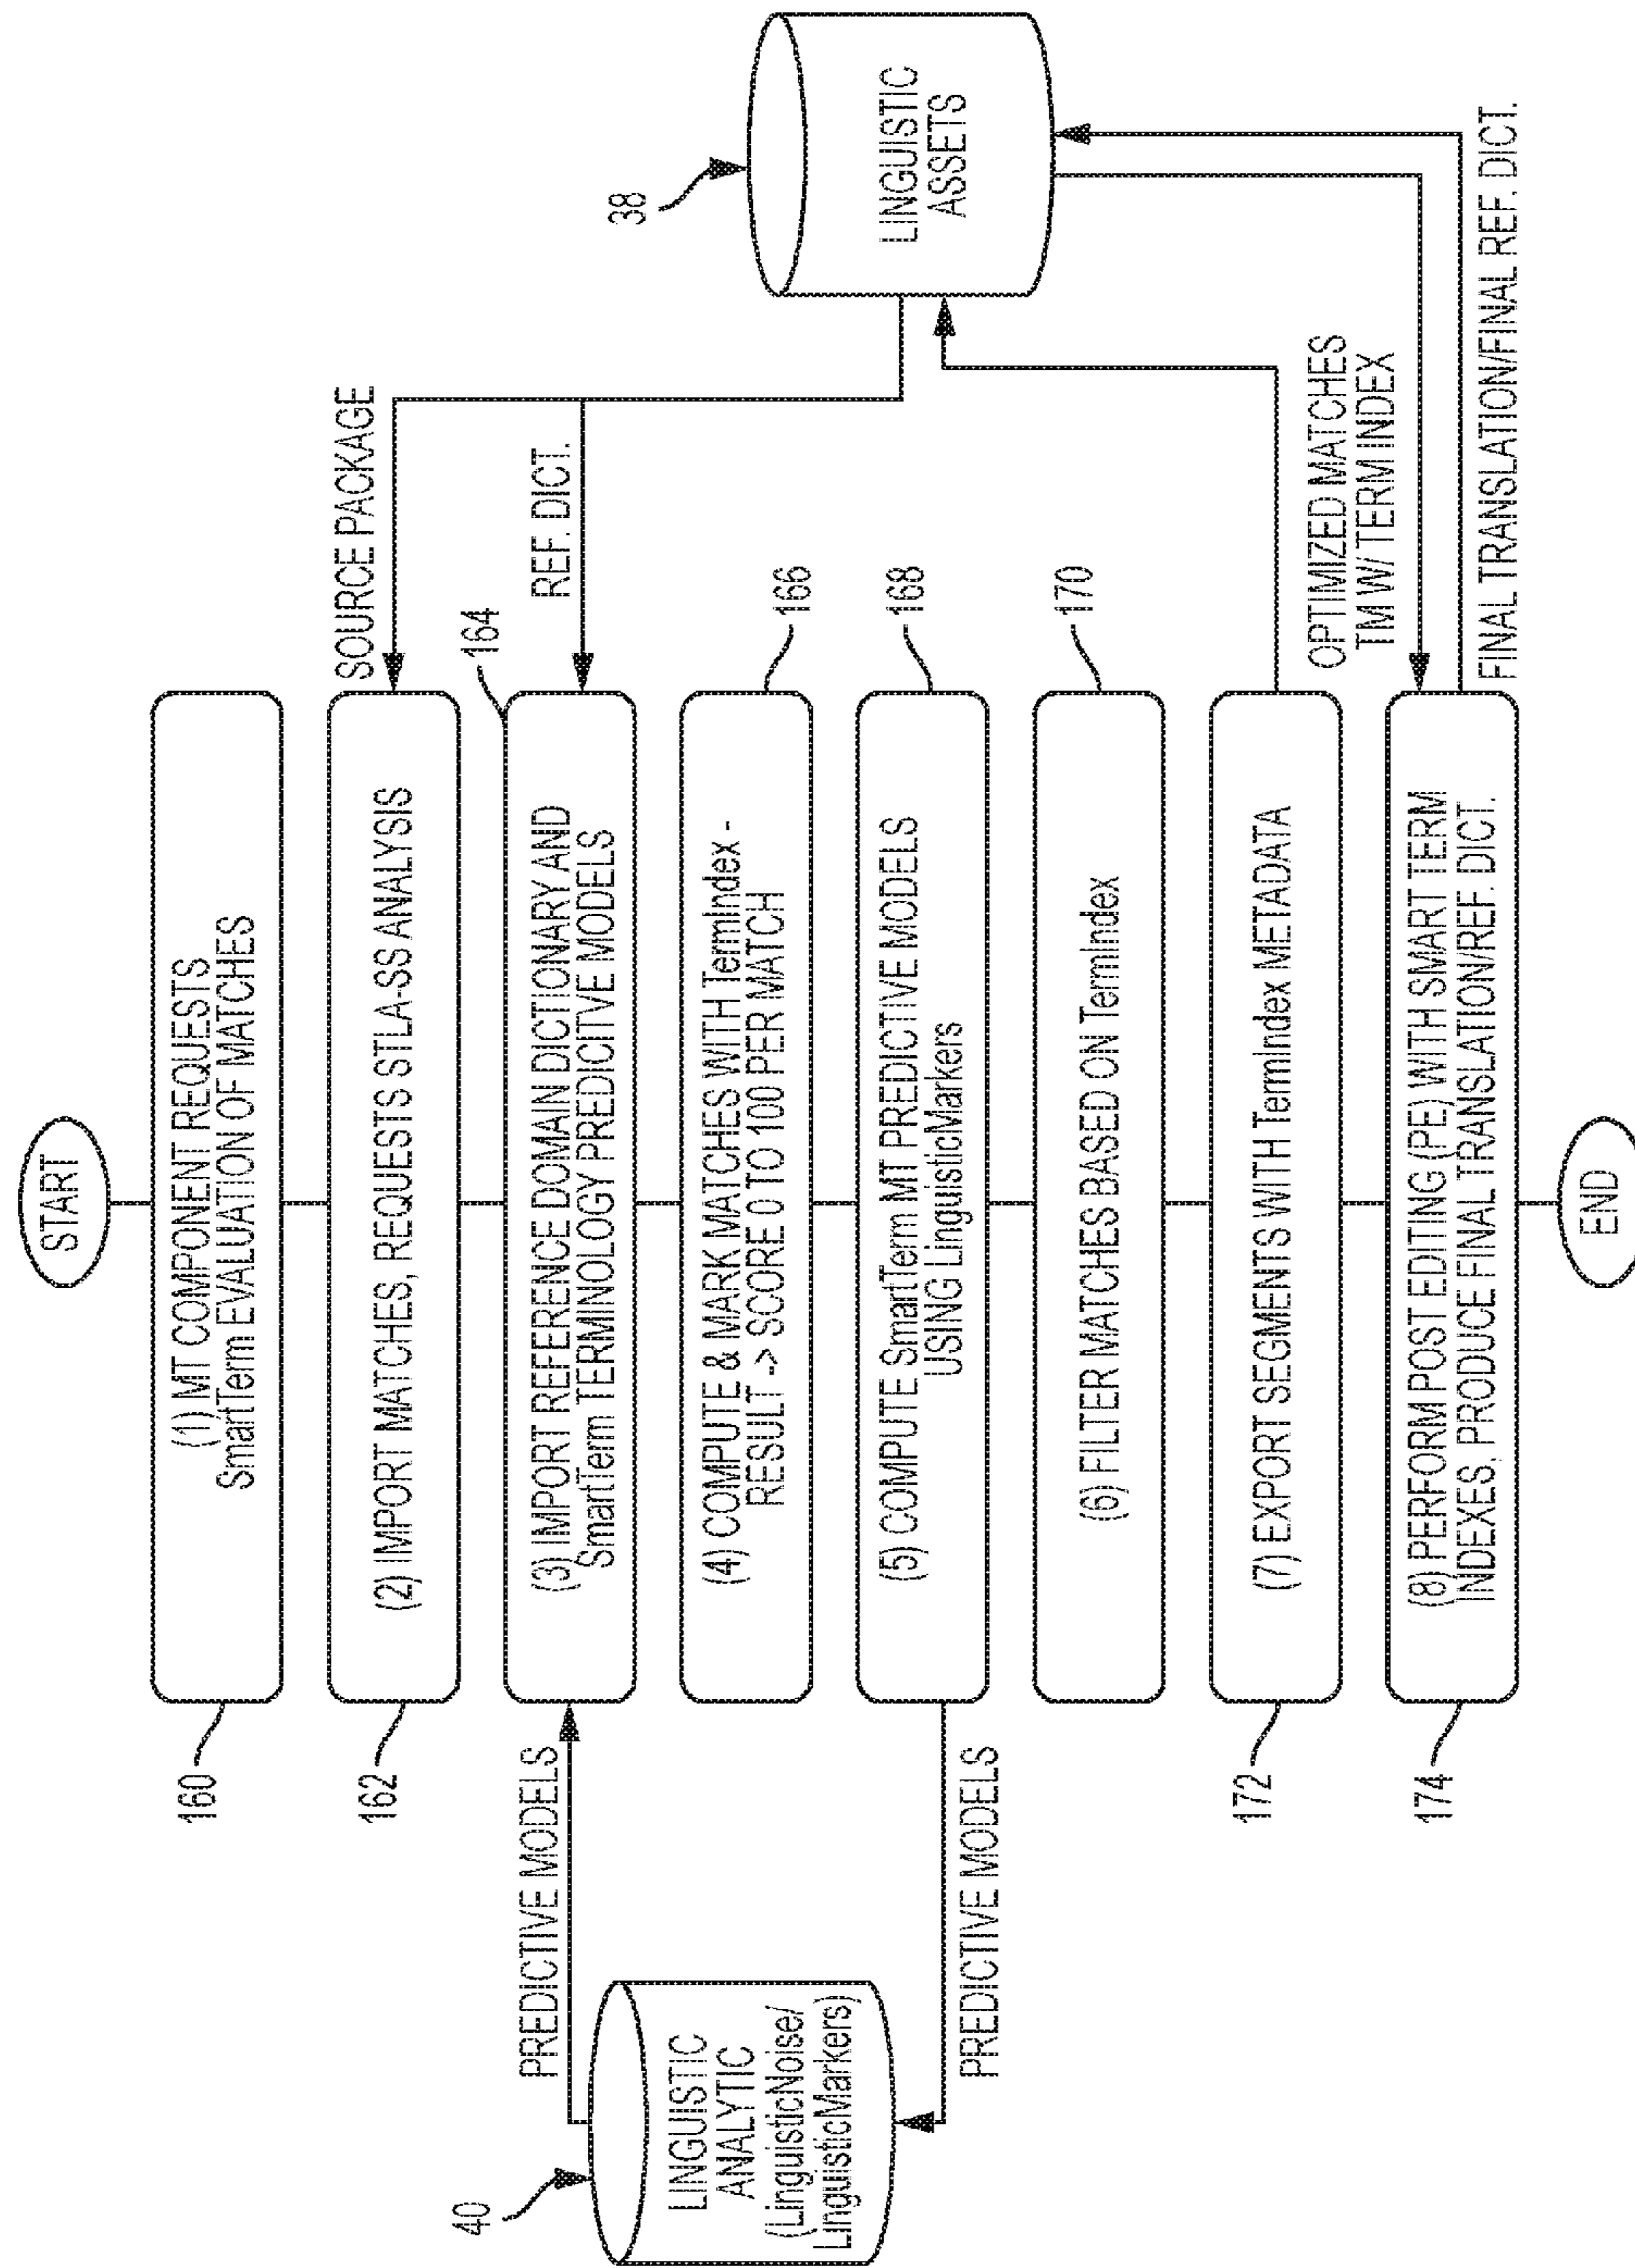 START
(1) MT COMPONENT REQUESTS
SmartTerm EVALUATION OF MATCHES
160
(2) IMPORT MATCHES, REQUESTS STLA-SS ANALYSIS
162
SOURCE PACKAGE
(3) IMPORT REFERENCE DOMAIN DICTIONARY AND
SmartTerm TERMINOLOGY PREDICITIVE MODELS
164
REF. DICT.
PREDICTIVE MODELS
(4) COMPUTE & MARK MATCHES WITH TermIndex -
RESULT -> SCORE 0 TO 100 PER MATCH
166
40
LINGUISTIC
ANALYTIC
(LinguisticNoise/
LinguisticMarkers)
38
LINGUISTIC
ASSETS
(5) COMPUTE SmartTerm MT PREDICTIVE MODELS
USING LinguisticMarkers
168
PREDICTIVE MODELS
(6) FILTER MATCHES BASED ON TermIndex
170
(7) EXPORT SEGMENTS WITH TermIndex METADATA
172
OPTIMIZED MATCHES
TM W/ TERM INDEX
(8) PERFORM POST EDITING (PE) WITH SMART TERM
INDEXES, PRODUCE FINAL TRANSLATION/REF. DICT.
174
FINAL TRANSLATION/FINAL REF. DICT.
END